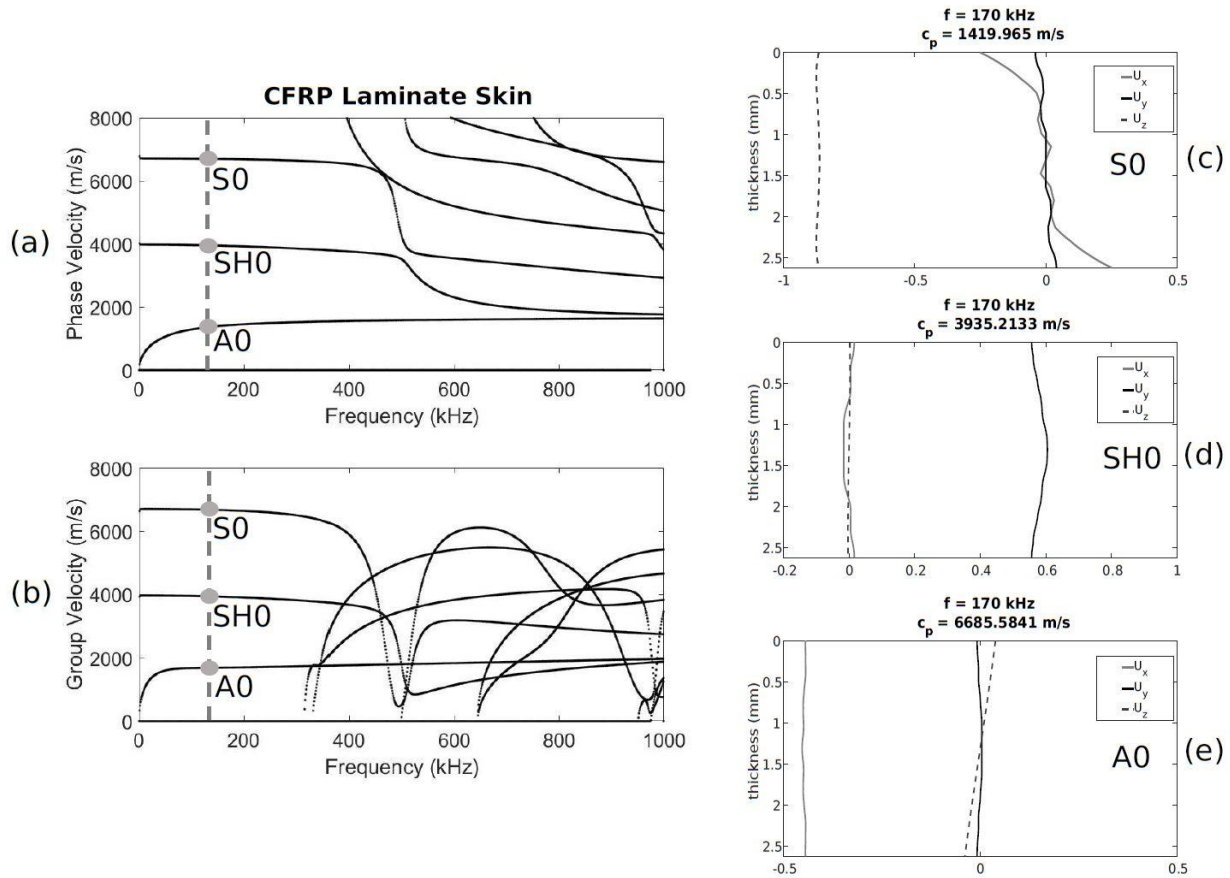 CFRP Laminate Skin
(a)
Phase Velocity (m/s)
8000
6000
4000
2000
0
S0
SH0
A0
0 200 400 600 800 1000
Frequency (kHz)
(b)
Group Velocity (m/s)
8000
6000
4000
2000
0
S0
SH0
A0
0 200 400 600 800 1000
Frequency (kHz)
f = 170 kHz
c_p = 1419.965 m/s
thickness (mm)
0
0.5
1
1.5
2
2.5
U_x
U_y
U_z
S0
(c)
-1 -0.5 0 0.5
f = 170 kHz
c_p = 3935.2133 m/s
thickness (mm)
0
0.5
1
1.5
2
2.5
U_x
U_y
U_z
SH0
(d)
-0.2 0 0.2 0.4 0.6 0.8 1
f = 170 kHz
c_p = 6685.5841 m/s
thickness (mm)
0
0.5
1
1.5
2
2.5
U_x
U_y
U_z
A0
(e)
-0.5 0 0.5